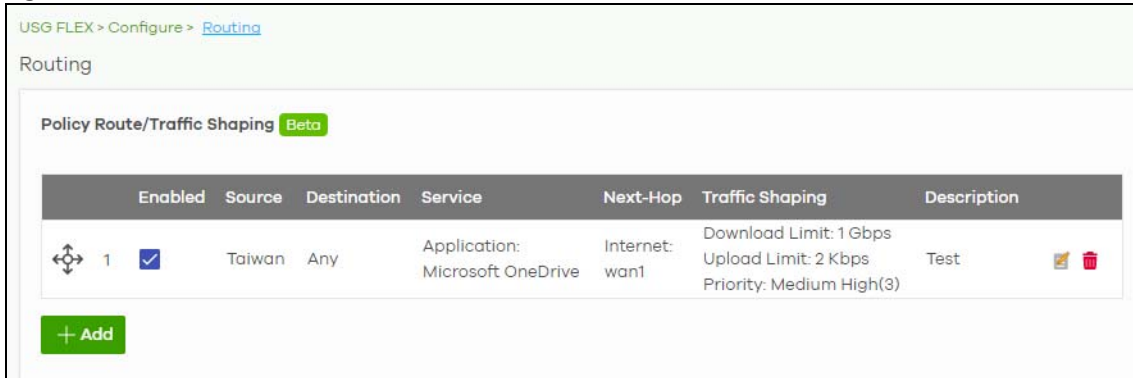 USG FLEX > Configure > Routing
Routing
Policy Route/Traffic Shaping Beta
Enabled Source Destination Service Next-Hop Traffic Shaping Description
1 Taiwan Any Application: Microsoft OneDrive Internet: wan1 Download Limit: 1 Gbps Upload Limit: 2 Kbps Priority: Medium High(3) Test
+ Add